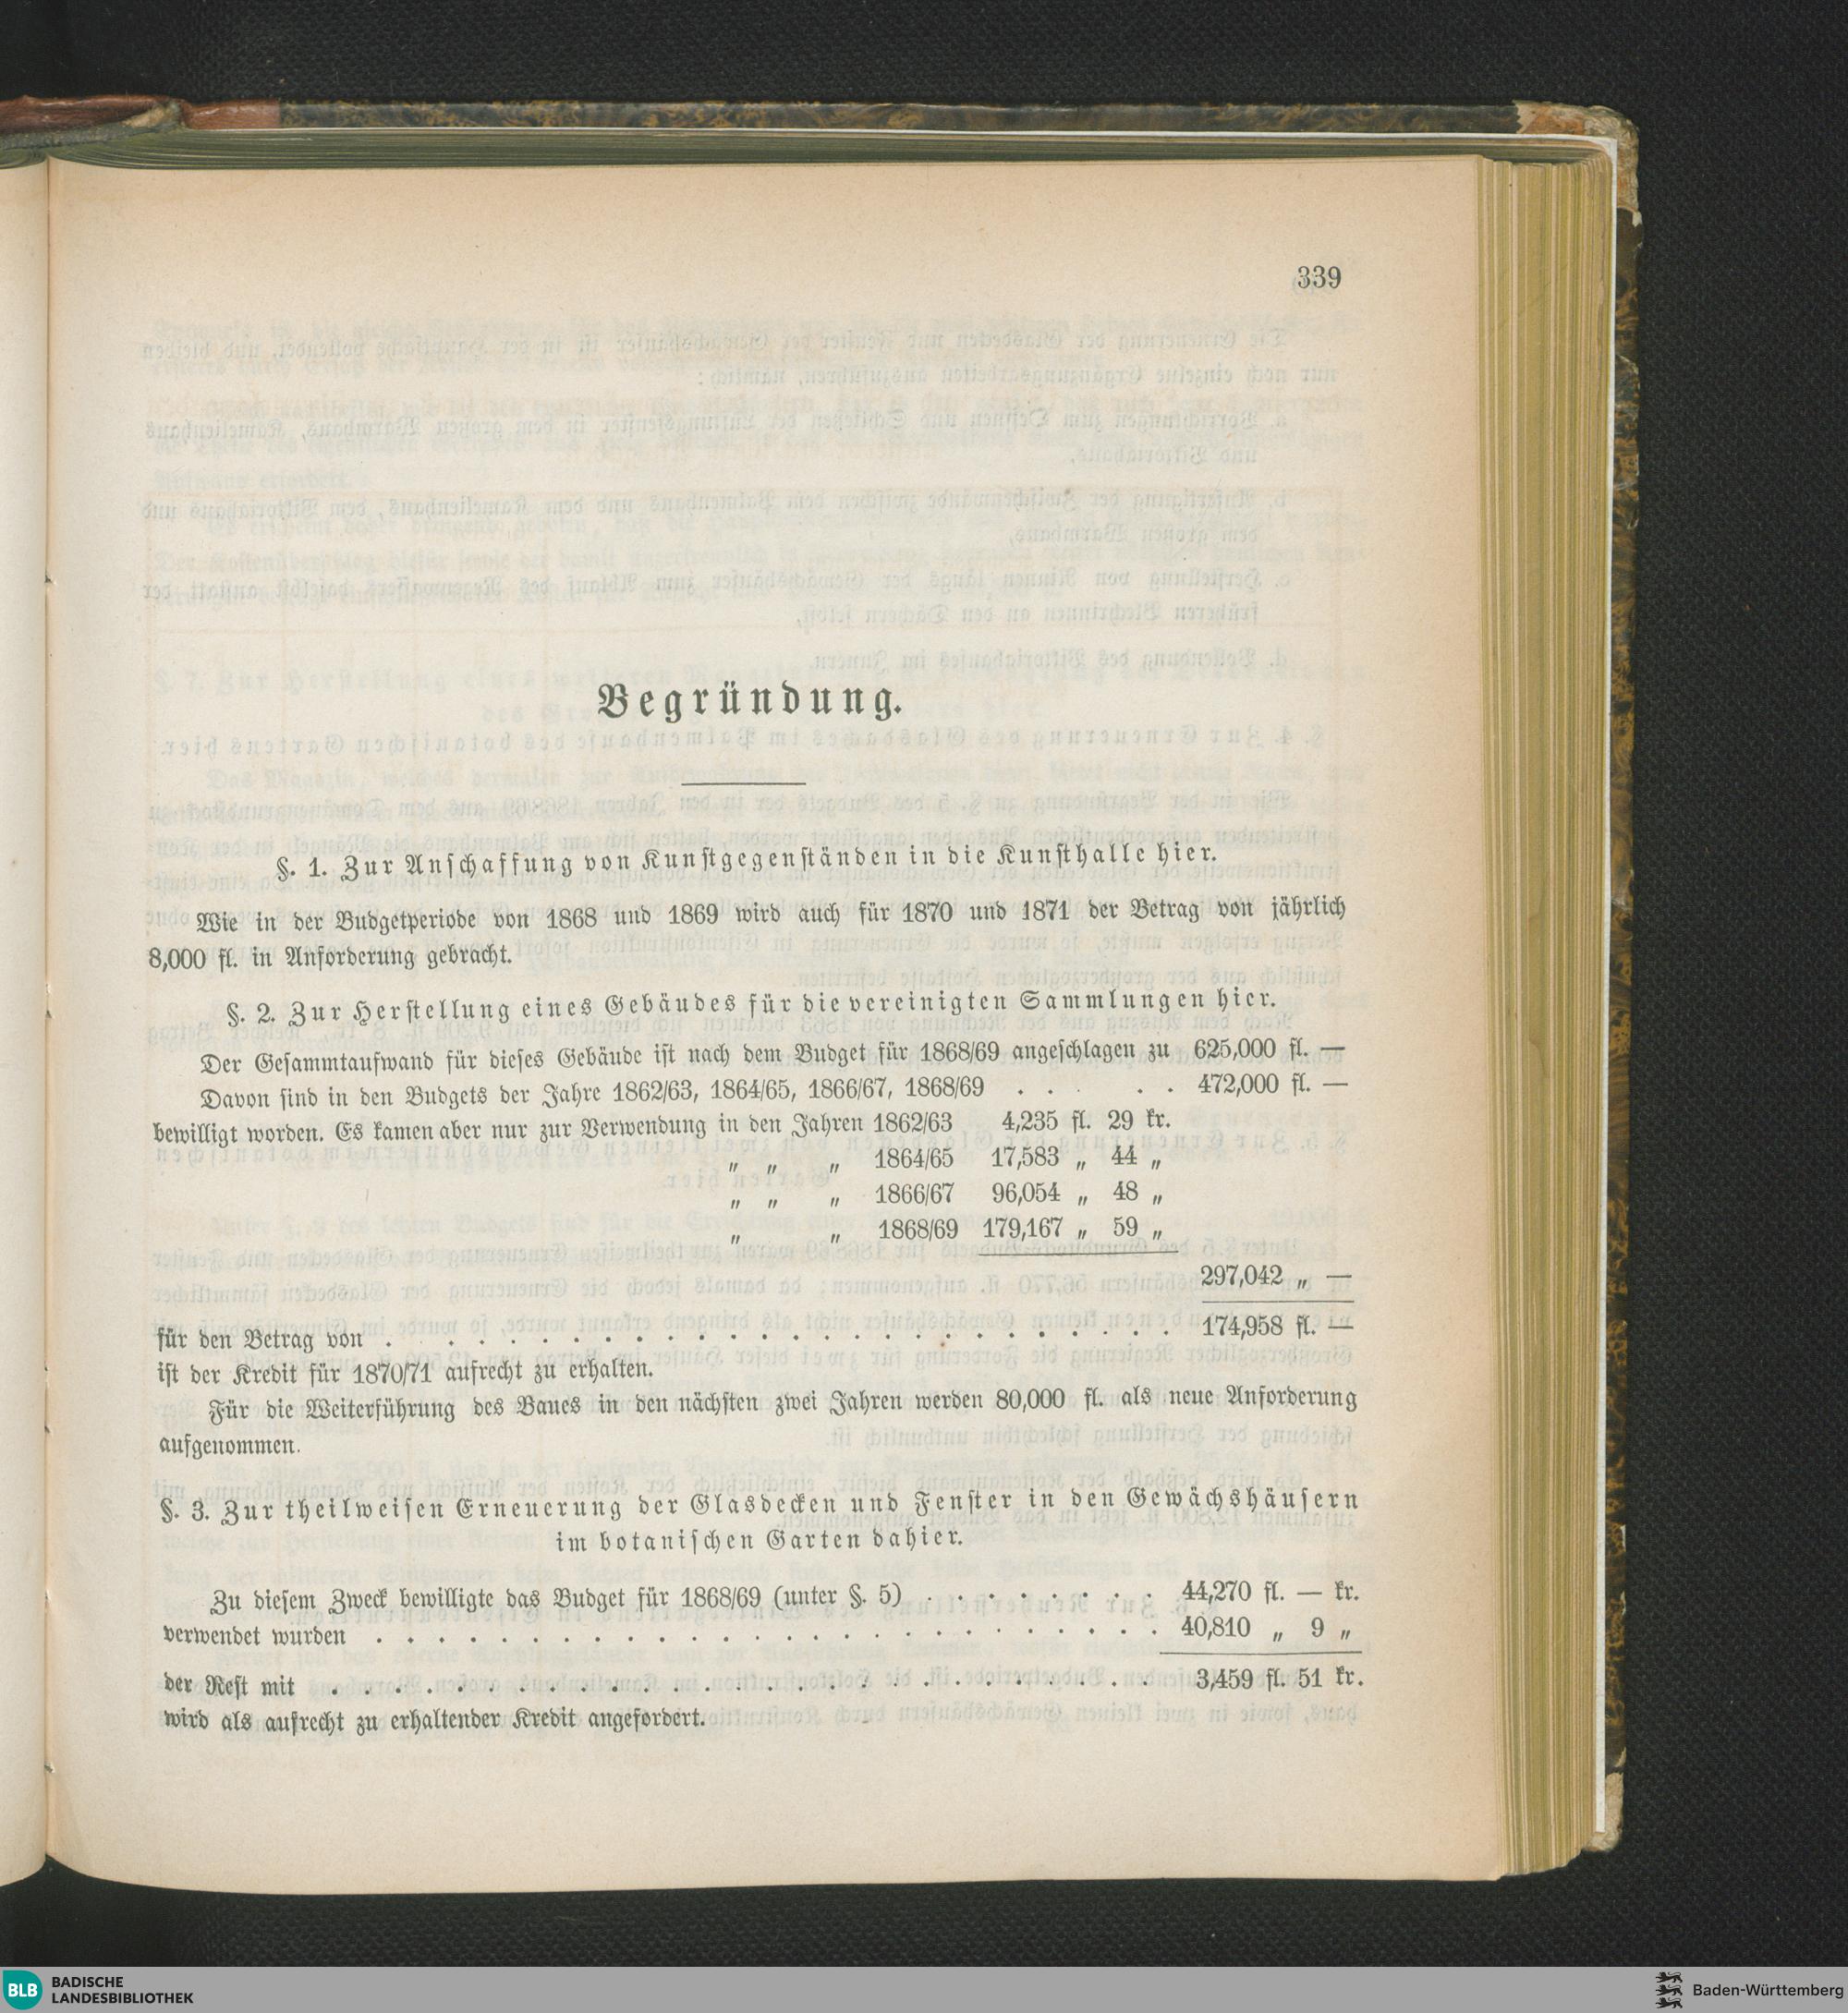 339
Begründung.
§. 1. Zur Anschaffung von Kunstgegenständen in die Kunsthalle hier.
Wie in der Budgetperiode von 1868 und 1869 wird auch für 1870 und 1871 der Betrag von jährlich
8,000 fl. in Anforderung gebracht.
§. 2. Zur Herstellung eines Gebäudes für die vereinigten Sammlungen hier.
Der Gesammtaufwand für dieses Gebäude ist nach dem Budget für 1868/69 angeschlagen zu 625,000 fl. —
Davon sind in den Budgets der Jahre 1862/63, 1864/65, 1866/67, 1868/69 . . . . 472,000 fl. —
bewilligt worden. Es kamen aber nur zur Verwendung in den Jahren 1862/63 4,235 fl. 29 kr.
„ „ „ 1864/65 17,583 „ 44 „
„ „ „ 1866/67 96,054 „ 48 „
„ „ 1868/69 179,167 „ 59 „
297,042 „ —
für den Betrag von . . . . . . . . . . . . . . . . . . . . . . . . . . 174,958 fl. —
ist der Kredit für 1870/71 aufrecht zu erhalten.
Für die Weiterführung des Baues in den nächsten zwei Jahren werden 80,000 fl. als neue Anforderung
aufgenommen.
§. 3. Zur theilweisen Erneuerung der Glasdecken und Fenster in den Gewächshäusern
im botanischen Garten dahier.
Zu diesem Zweck bewilligte das Budget für 1868/69 (unter §. 5) . . . . . . . . 44,270 fl. — kr.
verwendet wurden . . . . . . . . . . . . . . . . . . . . . . . . . . 40,810 „ 9 „
der Rest mit . . . . . . . . . . . . . . . . . . . . . . . . . . . 3,459 fl. 51 kr.
wird als aufrecht zu erhaltender Kredit angefordert.
BLB BADISCHE
LANDESBIBLIOTHEK
Baden-Württemberg